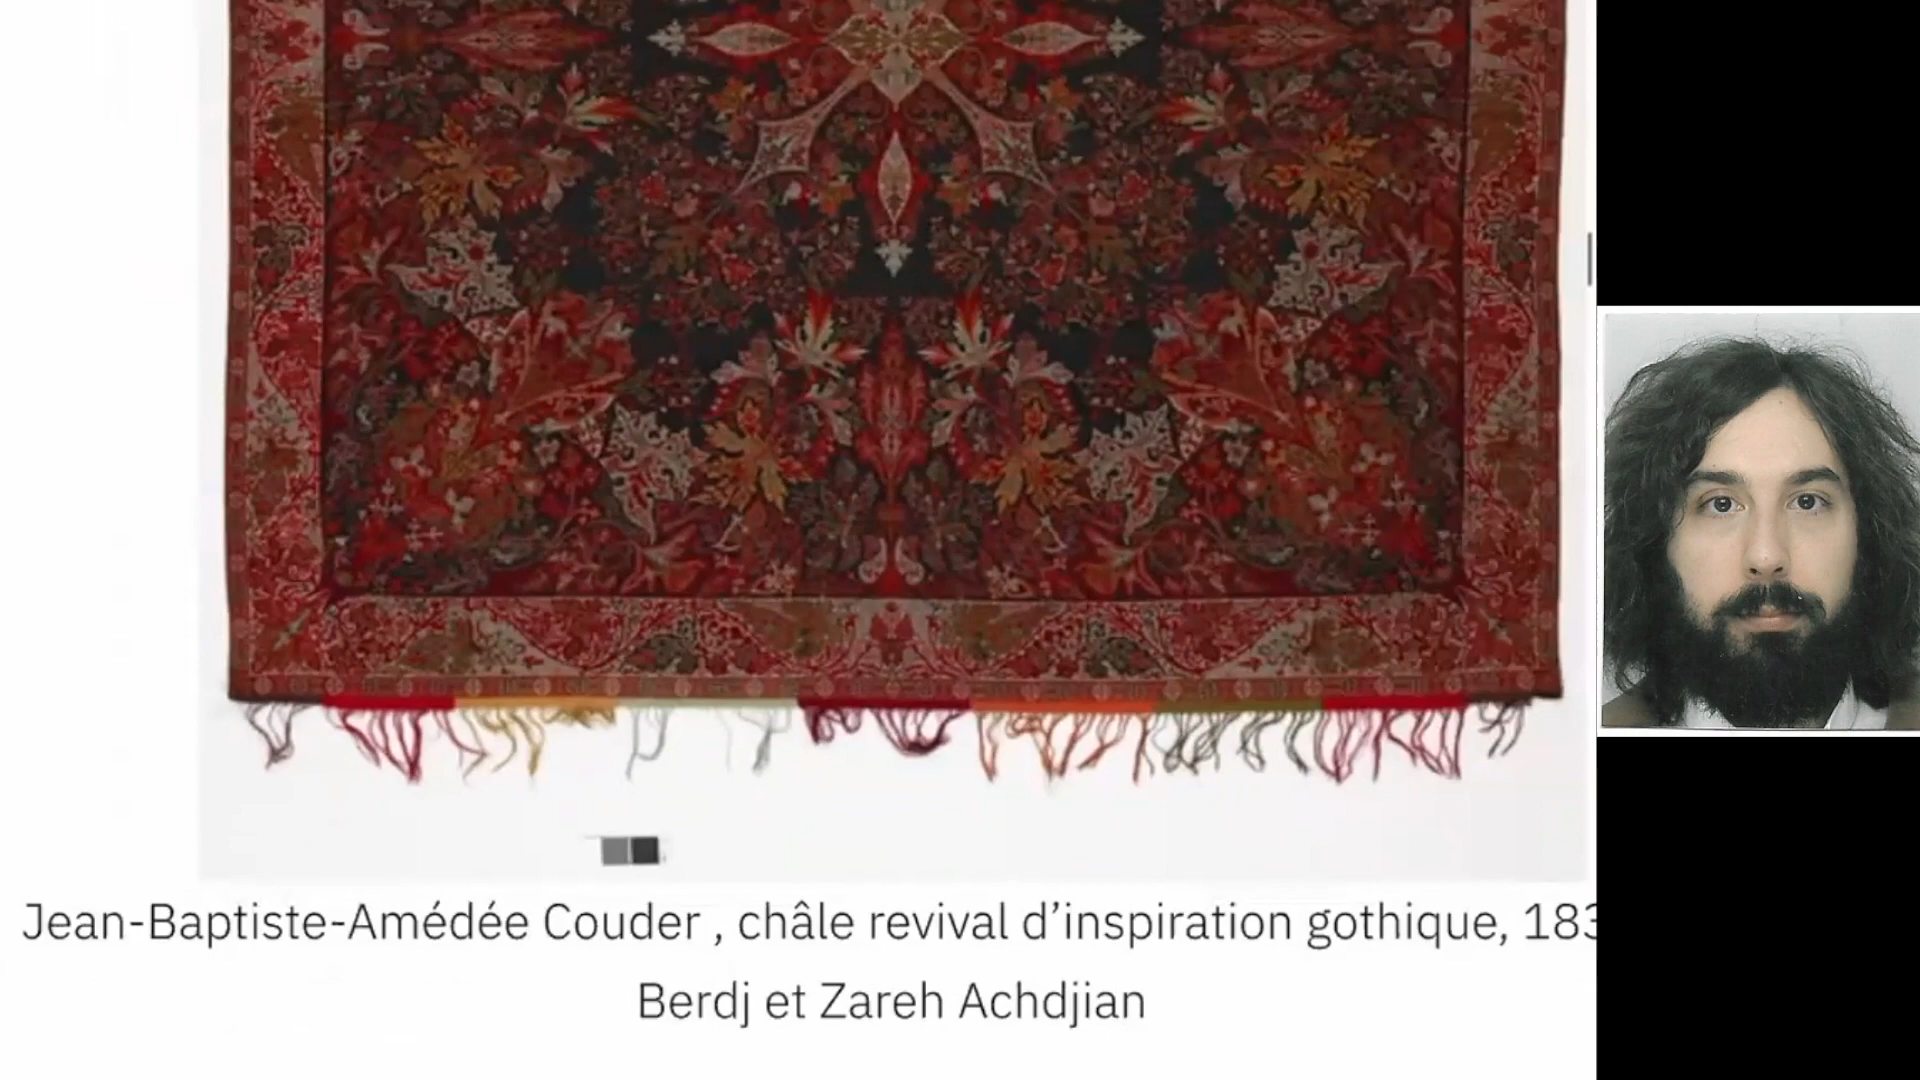 Jean-Baptiste-Amédée Couder , châle revival d’inspiration gothique, 183
Berdj et Zareh Achdjian